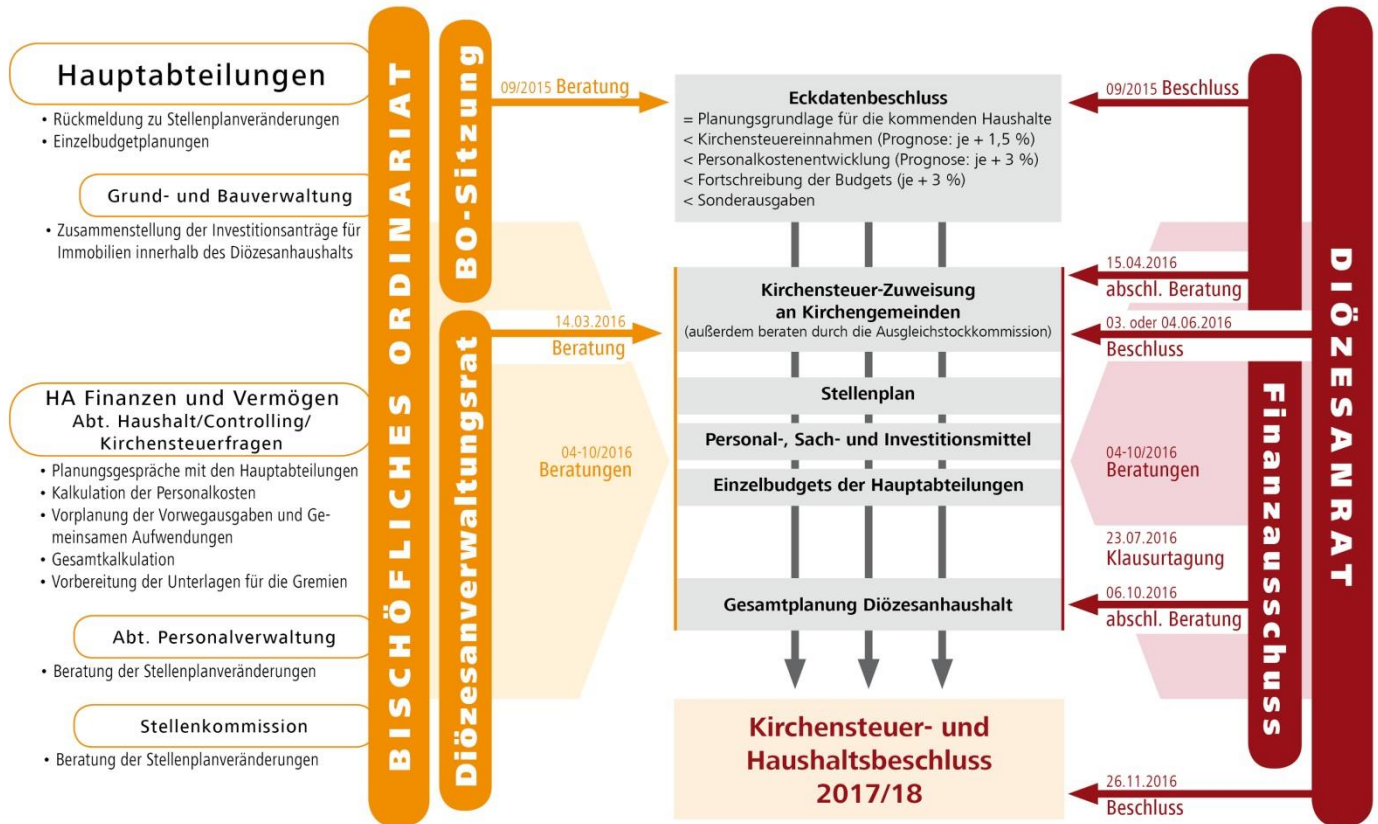 Hauptabteilungen
• Rückmeldung zu Stellenplanveränderungen
• Einzelbudgetplanungen
Grund- und Bauverwaltung
• Zusammenstellung der Investitionsanträge für
Immobilien innerhalb des Diözesanhaushalts
HA Finanzen und Vermögen
Abt. Haushalt/Controlling/
Kirchensteuerfragen
• Planungsgespräche mit den Hauptabteilungen
• Kalkulation der Personalkosten
• Vorplanung der Vorwegausgaben und Ge-
meinsamen Aufwendungen
• Gesamtkalkulation
• Vorbereitung der Unterlagen für die Gremien
Abt. Personalverwaltung
• Beratung der Stellenplanveränderungen
Stellenkommission
• Beratung der Stellenplanveränderungen
BISCHÖFLICHES ORDINARIAT
BO-Sitzung
Diözesanverwaltungsrat
09/2015 Beratung
14.03.2016
Beratung
04-10/2016
Beratungen
Eckdatenbeschluss
= Planungsgrundlage für die kommenden Haushalte
< Kirchensteuereinnahmen (Prognose: je + 1,5 %)
< Personalkostenentwicklung (Prognose: je + 3 %)
< Fortschreibung der Budgets (je + 3 %)
< Sonderausgaben
Kirchensteuer-Zuweisung
an Kirchengemeinden
(außerdem beraten durch die Ausgleichstockkommission)
Stellenplan
Personal-, Sach- und Investitionsmittel
Einzelbudgets der Hauptabteilungen
Gesamtplanung Diözesanhaushalt
Kirchensteuer- und
Haushaltsbeschluss
2017/18
09/2015 Beschluss
15.04.2016
abschl. Beratung
03. oder 04.06.2016
Beschluss
04-10/2016
Beratungen
23.07.2016
Klausurtagung
06.10.2016
abschl. Beratung
26.11.2016
Beschluss
Finanzausschuss
DIÖZESANRAT